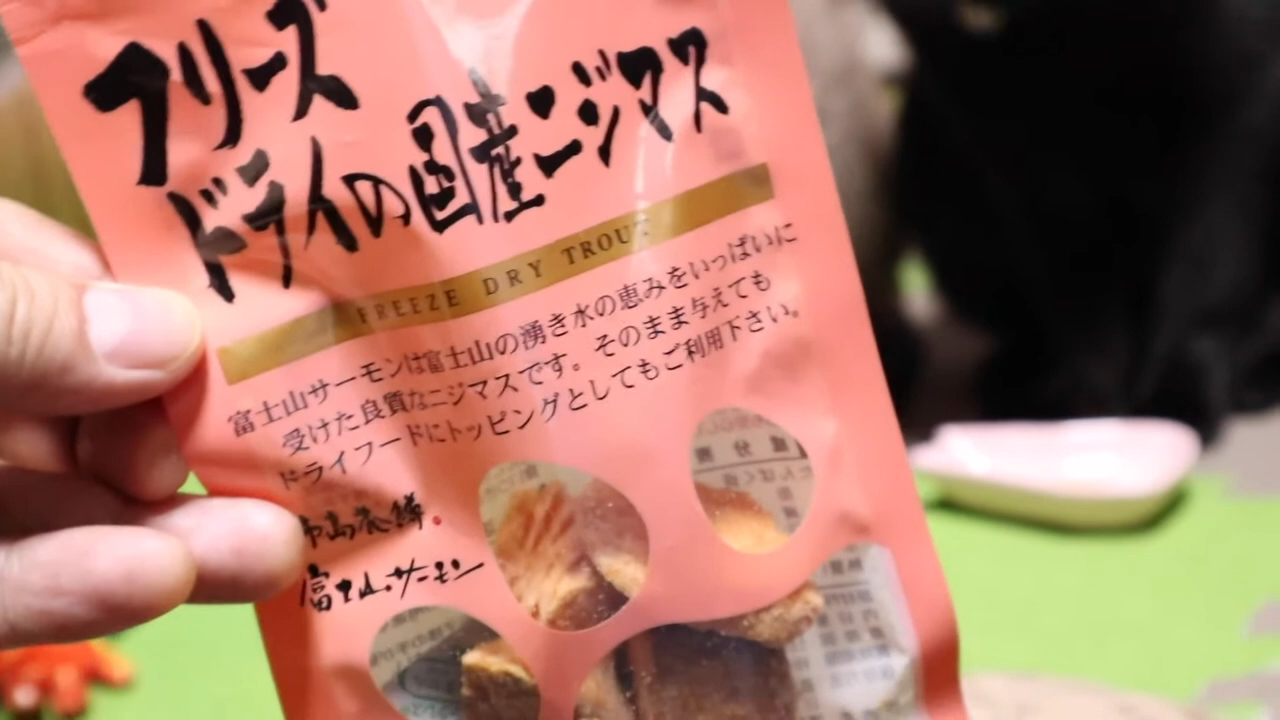 フリーズ
ドライの国産ニジマス
FREEZE DRY TROUT
富士山サーモンは富士山の湧き水の恵みをいっぱいに
受けた良質なニジマスです。そのまま与えても
ドライフードにトッピングとしてもご利用下さい。
富士山サーモン